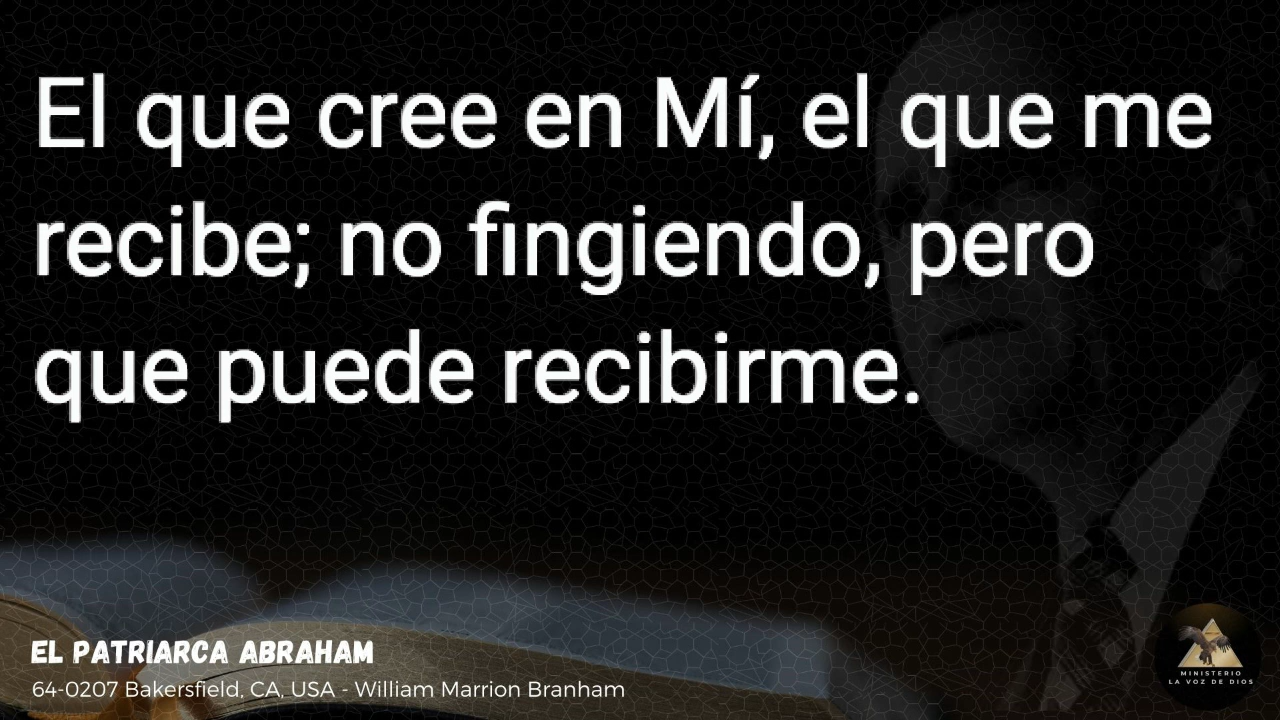 El que cree en Mí, el que me
recibe; no fingiendo, pero
que puede recibirme.
EL PATRIARCA ABRAHAM
64-0207 Bakersfield, CA, USA - William Marrion Branham
MINISTERIO
LA VOZ DE DIOS